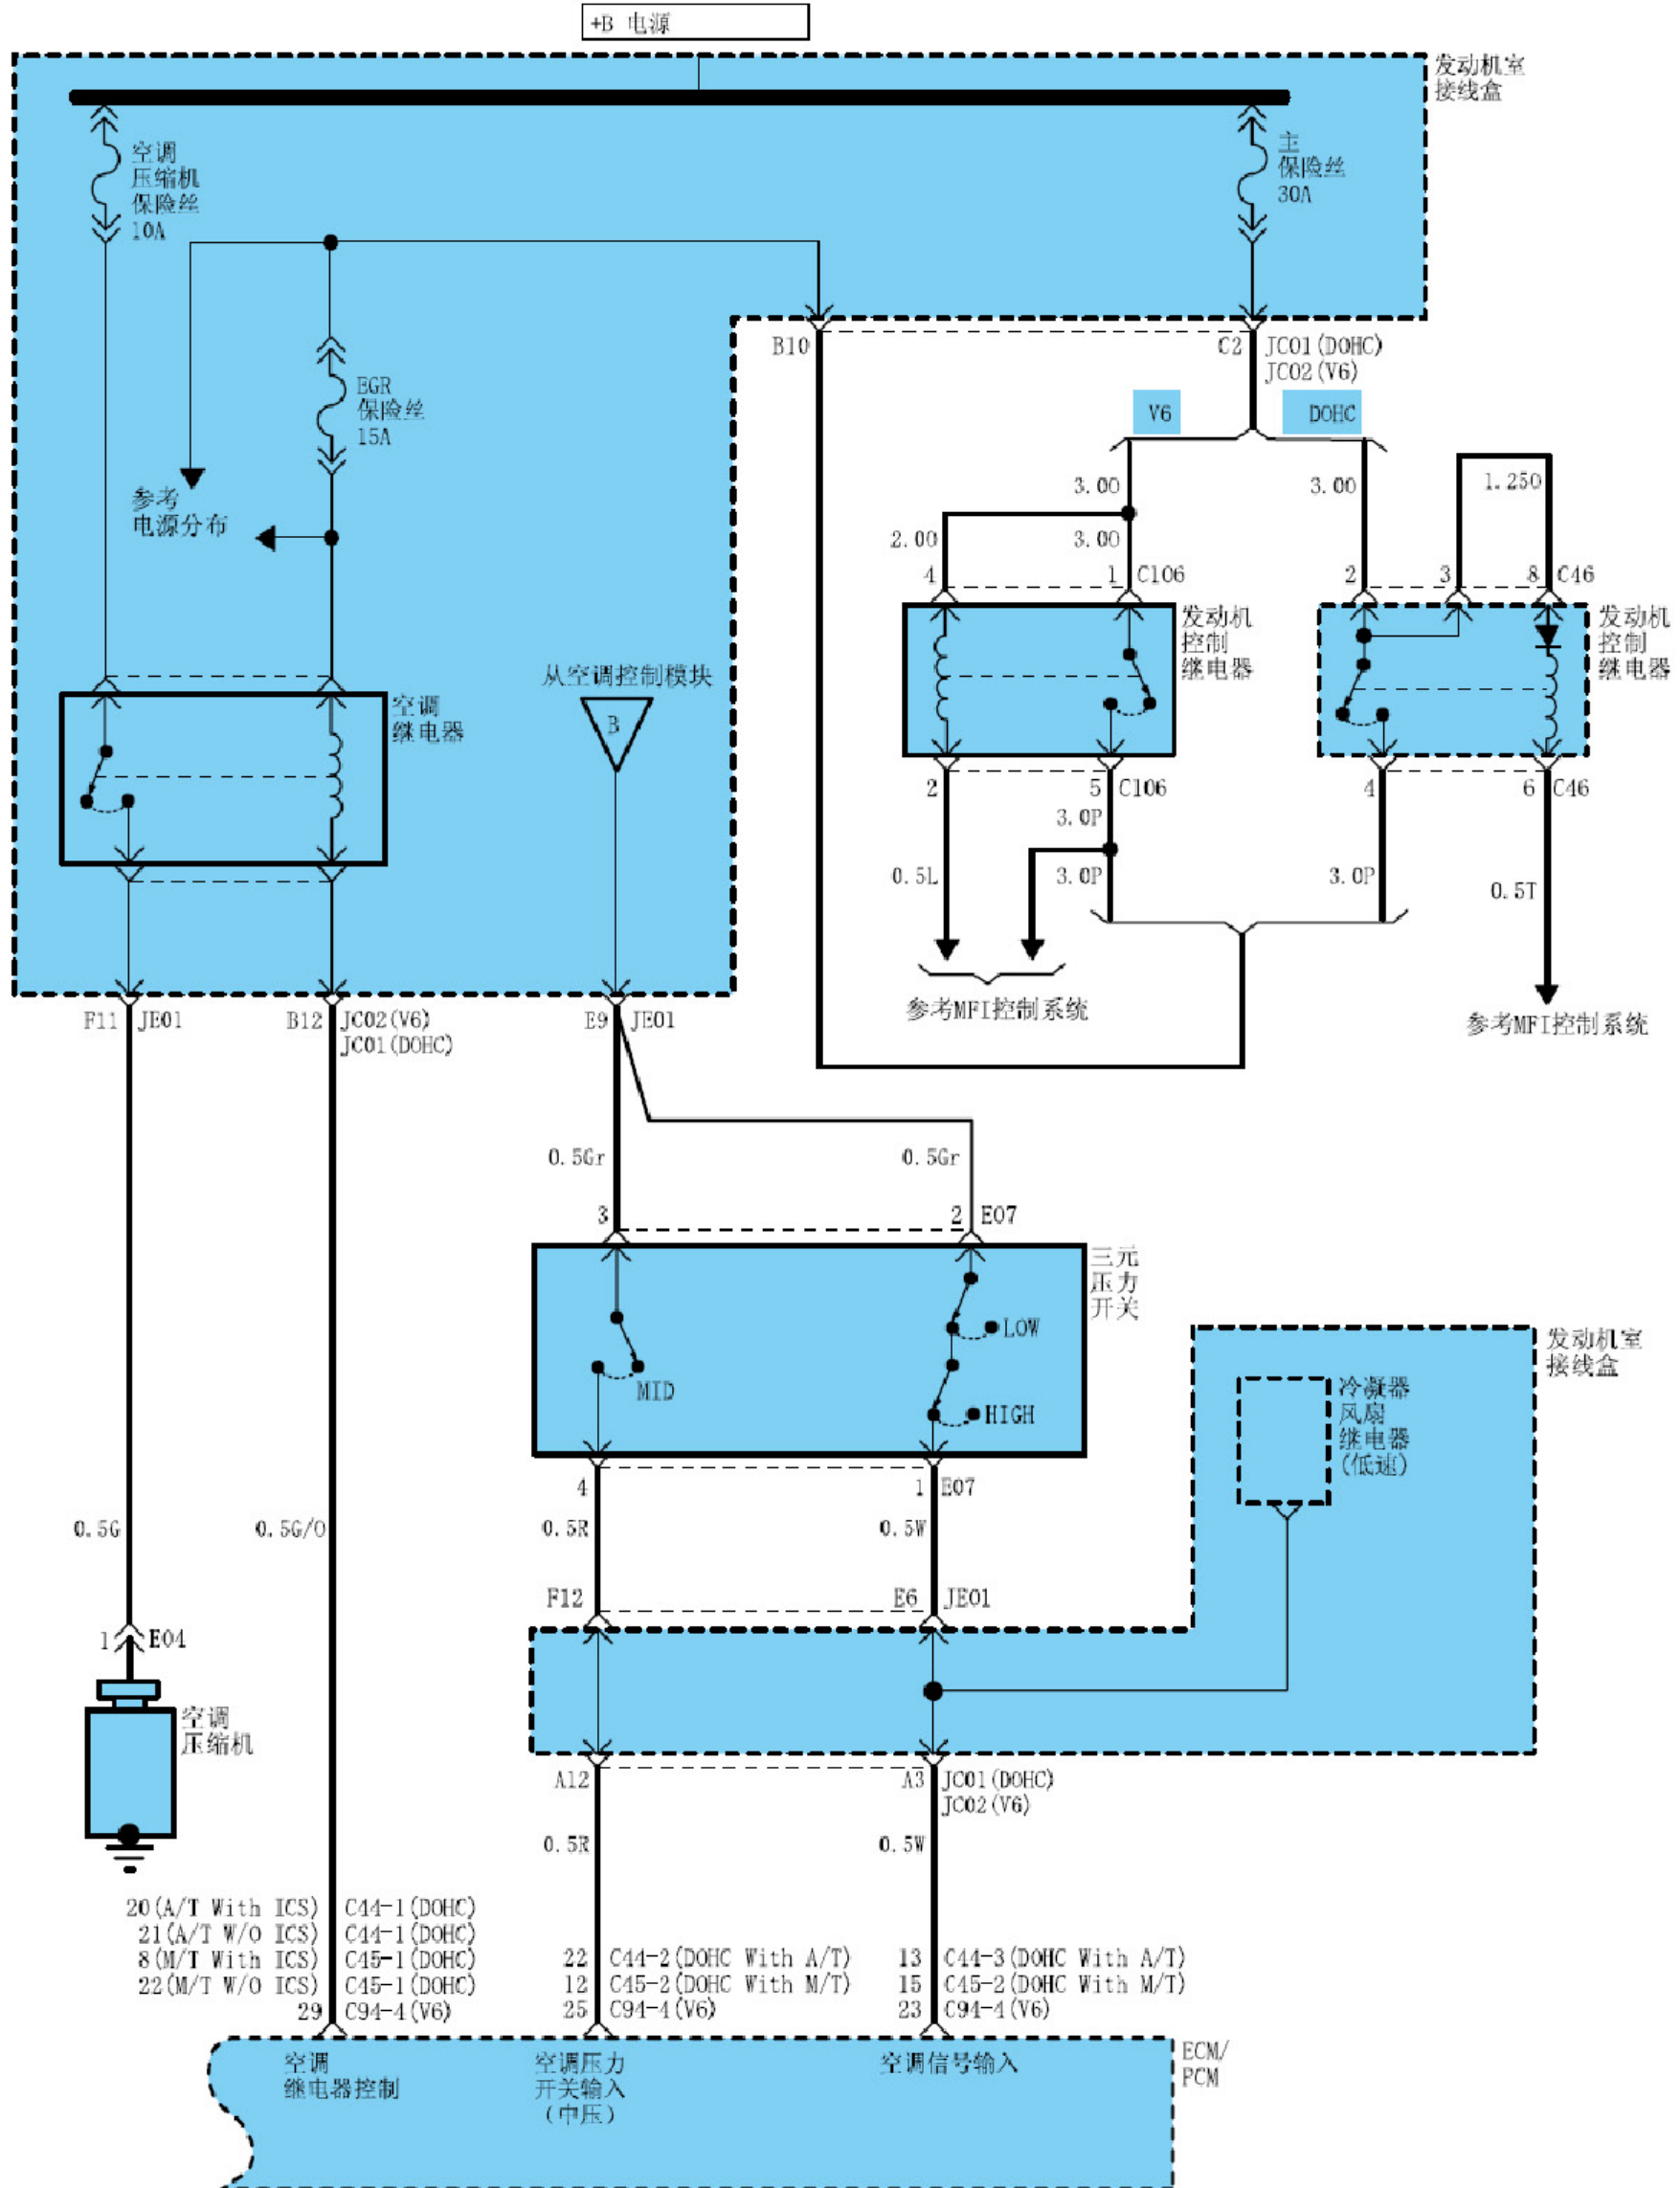 +B 电源
发动机室
接线盒
空调
压缩机
保险丝
10A
主
保险丝
30A
EGR
保险丝
15A
参考
电源分布
B10
C2
JC01(DOHC)
JC02(V6)
V6
DOHC
3.00
3.00
1.250
2.00
3.00
4
1
C106
2
3
8
C46
发动机
控制
继电器
发动机
控制
继电器
从空调控制模块
B
空调
继电器
2
5
C106
4
6
C46
3.0P
0.5L
3.0P
3.0P
0.5T
参考MFI控制系统
参考MFI控制系统
F11
JE01
B12
JC02(V6)
JC01(DOHC)
E9
JE01
0.5Gr
0.5Gr
3
2
E07
三元
压力
开关
LOW
MID
HIGH
发动机室
接线盒
冷凝器
风扇
继电器
(低速)
4
1
E07
0.5G
0.5G/O
0.5R
0.5W
F12
E6
JE01
1
E04
空调
压缩机
A12
A3
JC01(DOHC)
JC02(V6)
0.5R
0.5W
20(A/T With ICS) C44-1(DOHC)
21(A/T W/O ICS) C44-1(DOHC)
8(M/T With ICS) C45-1(DOHC)
22(M/T W/O ICS) C45-1(DOHC)
29 C94-4(V6)
22 C44-2(DOHC With A/T)
12 C45-2(DOHC With M/T)
25 C94-4(V6)
13 C44-3(DOHC With A/T)
15 C45-2(DOHC With M/T)
23 C94-4(V6)
空调
继电器控制
空调压力
开关输入
(中压)
空调信号输入
ECM/
PCM